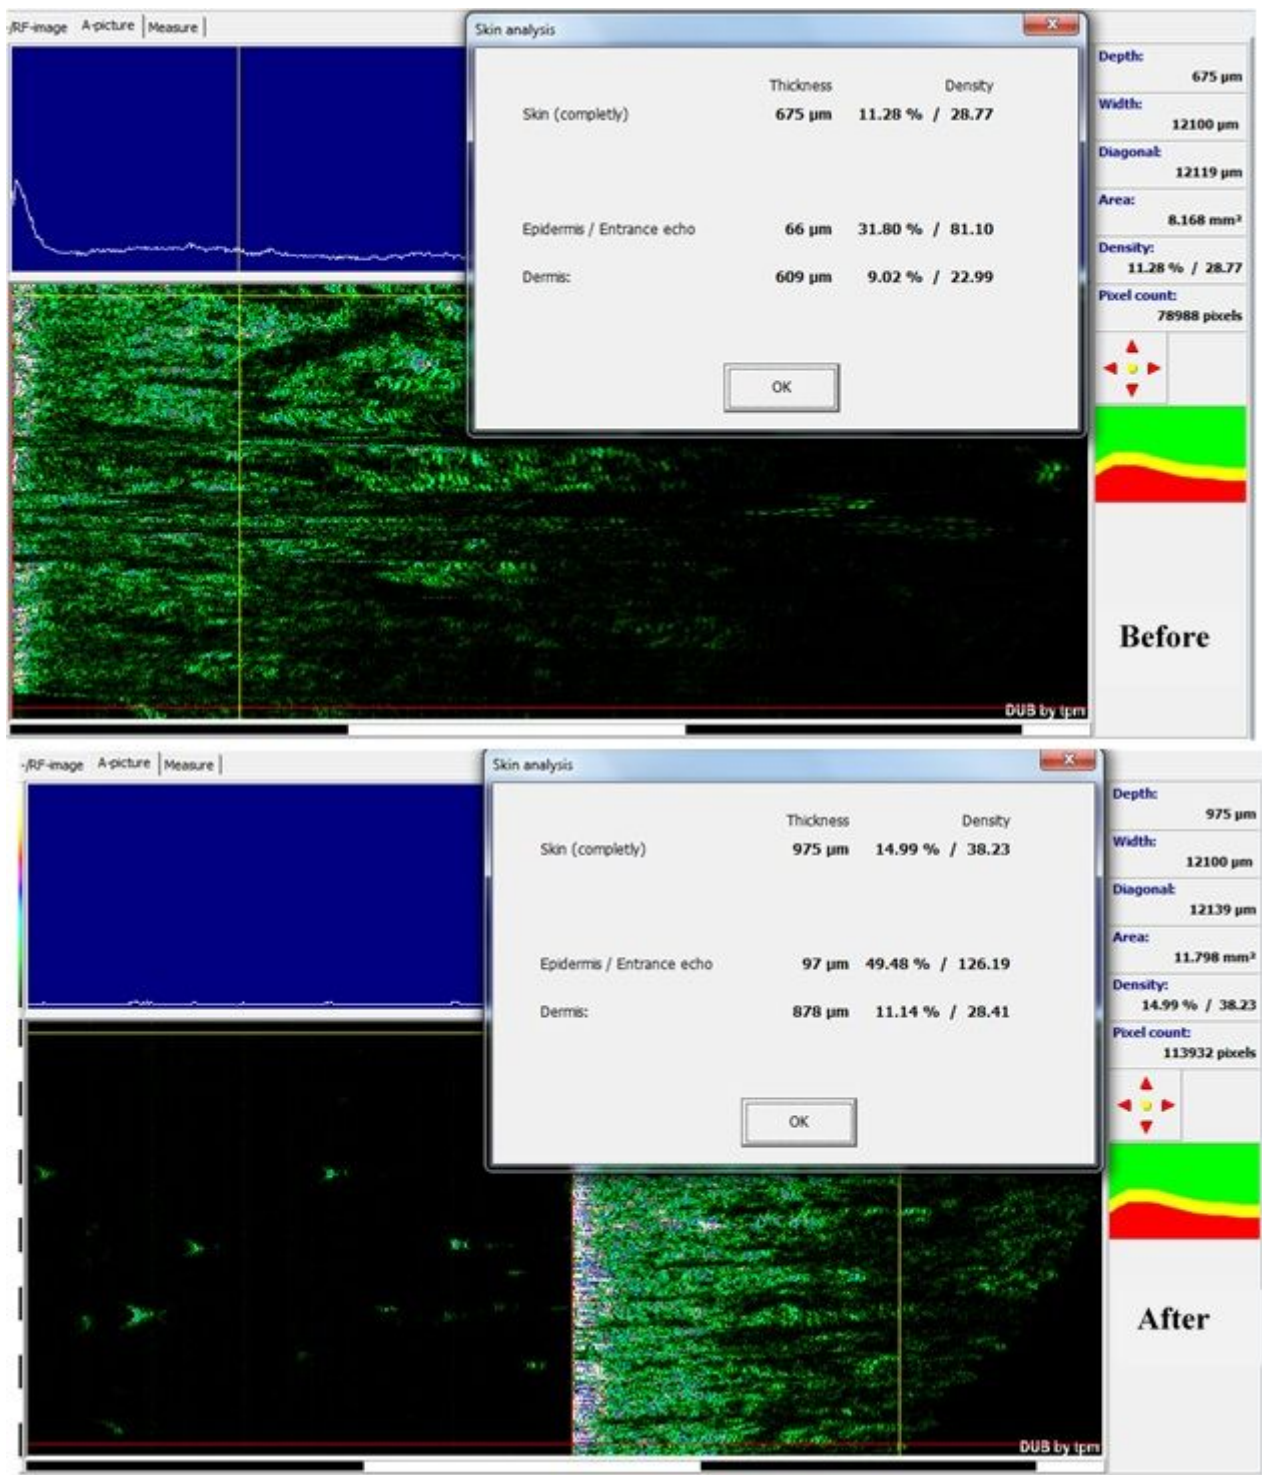 -/RF-image A-picture Measure
Skin analysis
Thickness Density
Skin (completly) 675 µm 11.28 % / 28.77
Epidermis / Entrance echo 66 µm 31.80 % / 81.10
Dermis: 609 µm 9.02 % / 22.99
OK
Depth:
675 µm
Width:
12100 µm
Diagonal:
12119 µm
Area:
8.168 mm²
Density:
11.28 % / 28.77
Pixel count:
78988 pixels
Before
DUB by tpm
-/RF-image A-picture Measure
Skin analysis
Thickness Density
Skin (completly) 975 µm 14.99 % / 38.23
Epidermis / Entrance echo 97 µm 49.48 % / 126.19
Dermis: 878 µm 11.14 % / 28.41
OK
Depth:
975 µm
Width:
12100 µm
Diagonal:
12139 µm
Area:
11.798 mm²
Density:
14.99 % / 38.23
Pixel count:
113932 pixels
After
DUB by tpm